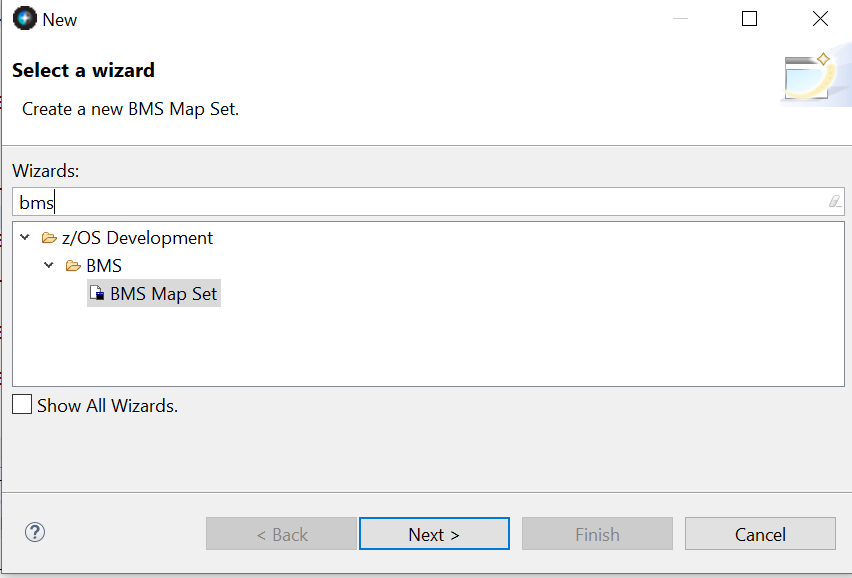 New
Select a wizard
Create a new BMS Map Set.
Wizards:
bms
z/OS Development
BMS
BMS Map Set
Show All Wizards.
< Back Next > Finish Cancel